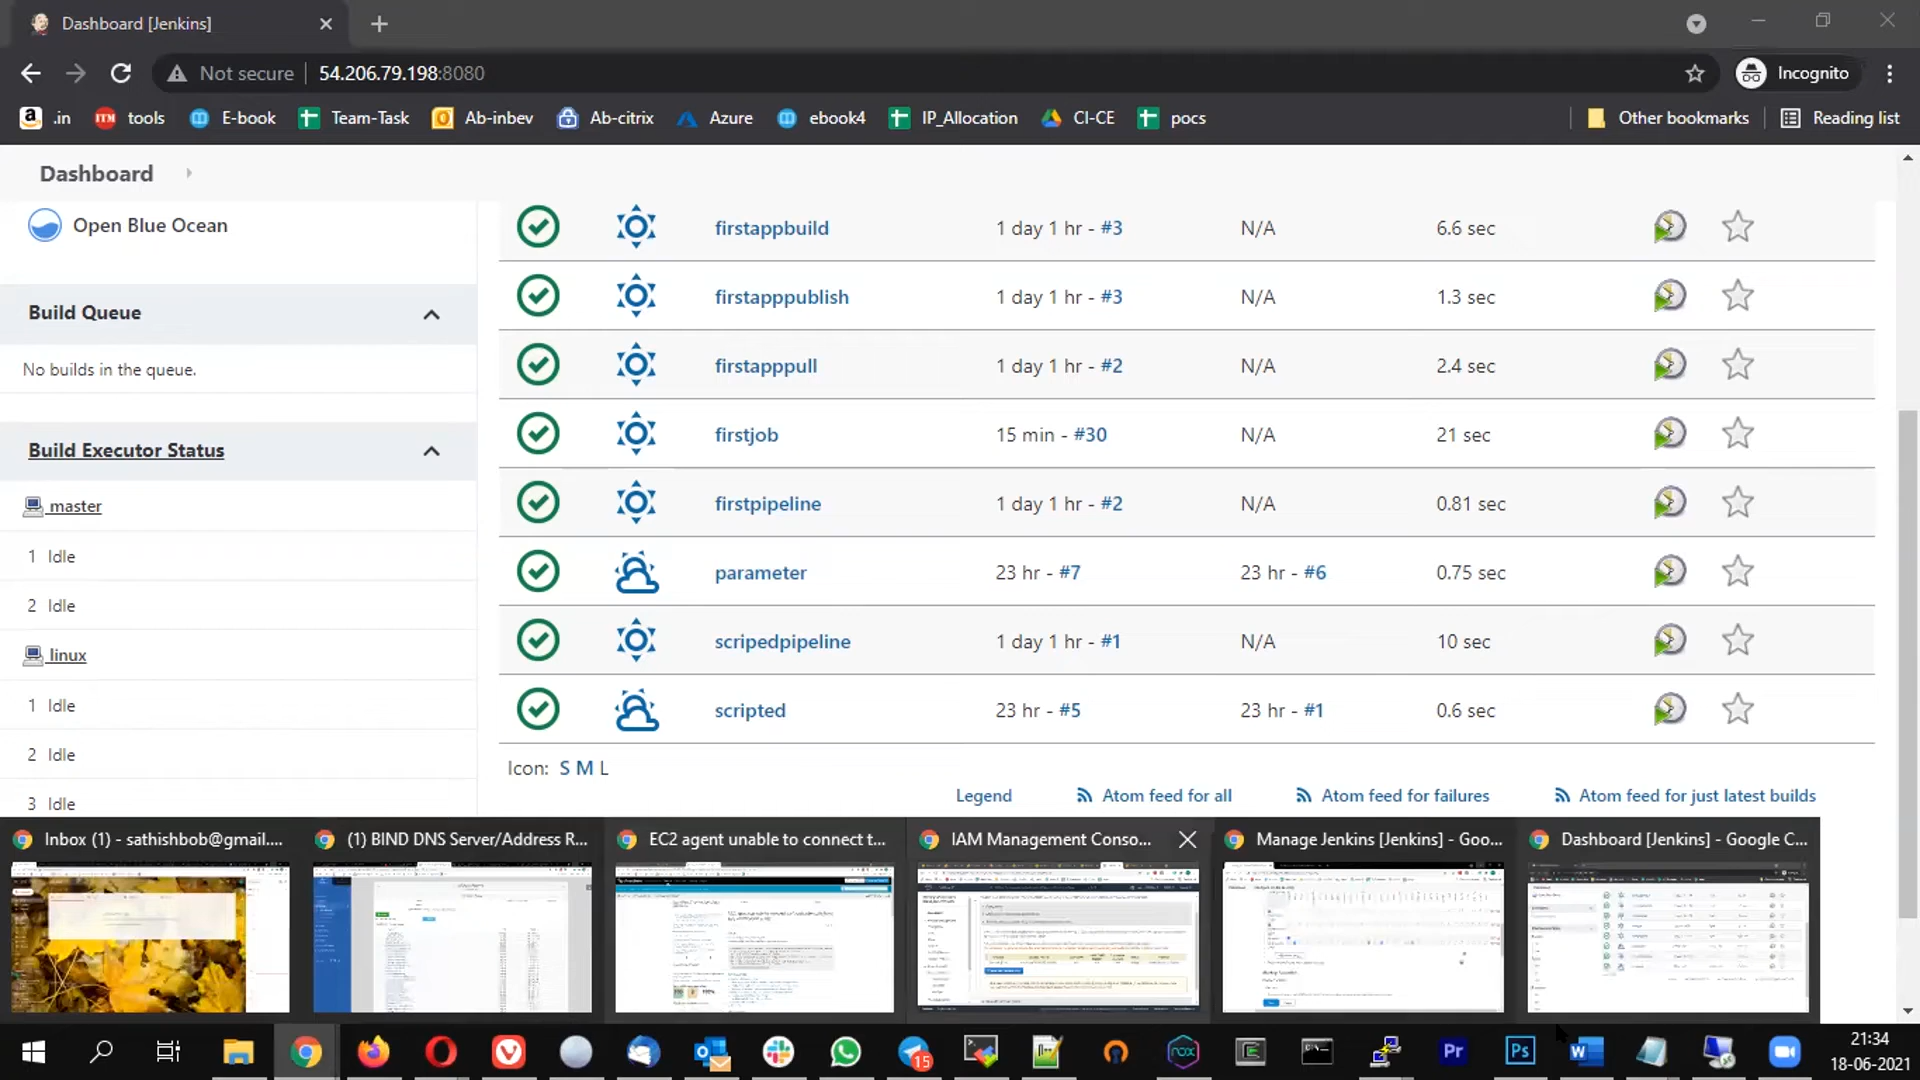 Dashboard [Jenkins]
Not secure
54.206.79.198:8080
Incognito
.in
ITM
tools
E-book
Team-Task
Ab-inbev
Ab-citrix
Azure
ebook4
IP_Allocation
CI-CE
pocs
Other bookmarks
Reading list
Dashboard
Open Blue Ocean
Build Queue
No builds in the queue.
Build Executor Status
master
1 Idle
2 Idle
linux
1 Idle
2 Idle
3 Idle
firstappbuild 1 day 1 hr - #3 N/A 6.6 sec
firstapppublish 1 day 1 hr - #3 N/A 1.3 sec
firstapppull 1 day 1 hr - #2 N/A 2.4 sec
firstjob 15 min - #30 N/A 21 sec
firstpipeline 1 day 1 hr - #2 N/A 0.81 sec
parameter 23 hr - #7 23 hr - #6 0.75 sec
scripedpipeline 1 day 1 hr - #1 N/A 10 sec
scripted 23 hr - #5 23 hr - #1 0.6 sec
Icon: S M L
Legend
Atom feed for all
Atom feed for failures
Atom feed for just latest builds
Inbox (1) - sathishbob@gmail....
(1) BIND DNS Server/Address R...
EC2 agent unable to connect t...
IAM Management Conso...
Manage Jenkins [Jenkins] - Goo...
Dashboard [Jenkins] - Google C...
15
nox
Pr
Ps
W
21:34
18-06-2021